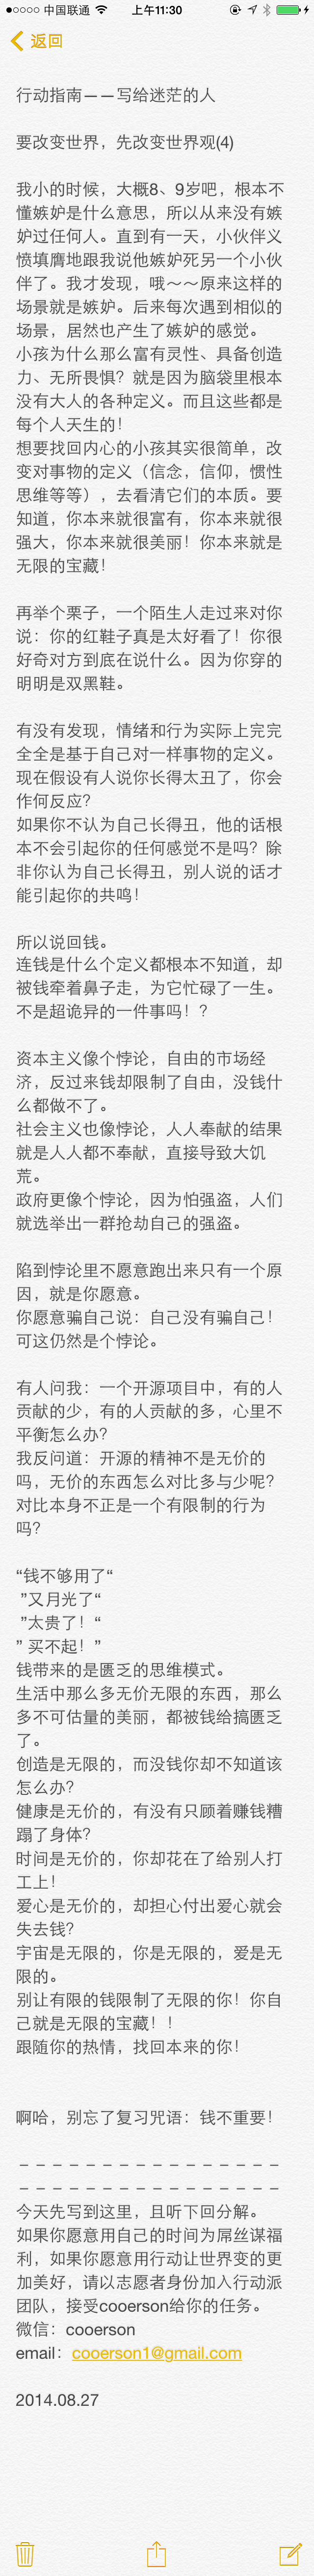 中国联通 上午11:30
返回
行动指南——写给迷茫的人
要改变世界，先改变世界观(4)
我小的时候，大概8、9岁吧，根本不
懂嫉妒是什么意思，所以从来没有嫉
妒过任何人。直到有一天，小伙伴义
愤填膺地跟我说他嫉妒死另一个小伙
伴了。我才发现，哦～～原来这样的
场景就是嫉妒。后来每次遇到相似的
场景，居然也产生了嫉妒的感觉。
小孩为什么那么富有灵性、具备创造
力、无所畏惧？就是因为脑袋里根本
没有大人的各种定义。而且这些都是
每个人天生的！
想要找回内心的小孩其实很简单，改
变对事物的定义（信念，信仰，惯性
思维等等），去看清它们的本质。要
知道，你本来就很富有，你本来就很
强大，你本来就很美丽！你本来就是
无限的宝藏！
再举个栗子，一个陌生人走过来对你
说：你的红鞋子真是太好看了！你很
好奇对方到底在说什么。因为你穿的
明明是双黑鞋。
有没有发现，情绪和行为实际上完完
全全是基于自己对一样事物的定义。
现在假设有人说你长得太丑了，你会
作何反应？
如果你不认为自己长得丑，他的话根
本不会引起你的任何感觉不是吗？除
非你认为自己长得丑，别人说的话才
能引起你的共鸣！
所以说回钱。
连钱是什么个定义都根本不知道，却
被钱牵着鼻子走，为它忙碌了一生。
不是超诡异的一件事吗！？
资本主义像个悖论，自由的市场经
济，反过来钱却限制了自由，没钱什
么都做不了。
社会主义也像悖论，人人奉献的结果
就是人人都不奉献，直接导致大饥
荒。
政府更像个悖论，因为怕强盗，人们
就选举出一群抢劫自己的强盗。
陷到悖论里不愿意跑出来只有一个原
因，就是你愿意。
你愿意骗自己说：自己没有骗自己！
可这仍然是个悖论。
有人问我：一个开源项目中，有的人
贡献的少，有的人贡献的多，心里不
平衡怎么办？
我反问道：开源的精神不是无价的
吗，无价的东西怎么对比多与少呢？
对比本身不正是一个有限制的行为
吗？
“钱不够用了“
”又月光了“
”太贵了！“
” 买不起！”
钱带来的是匮乏的思维模式。
生活中那么多无价无限的东西，那么
多不可估量的美丽，都被钱给搞匮乏
了。
创造是无限的，而没钱你却不知道该
怎么办？
健康是无价的，有没有只顾着赚钱糟
蹋了身体？
时间是无价的，你却花在了给别人打
工上！
爱心是无价的，却担心付出爱心就会
失去钱？
宇宙是无限的，你是无限的，爱是无
限的。
别让有限的钱限制了无限的你！你自
己就是无限的宝藏！！
跟随你的热情，找回本来的你！
啊哈，别忘了复习咒语：钱不重要！
－－－－－－－－－－－－－－－－
－－－－－－－－－－－－－－－－
今天先写到这里，且听下回分解。
如果你愿意用自己的时间为屌丝谋福
利，如果你愿意用行动让世界变的更
加美好，请以志愿者身份加入行动派
团队，接受cooerson给你的任务。
微信：cooerson
email：cooerson1@gmail.com
2014.08.27